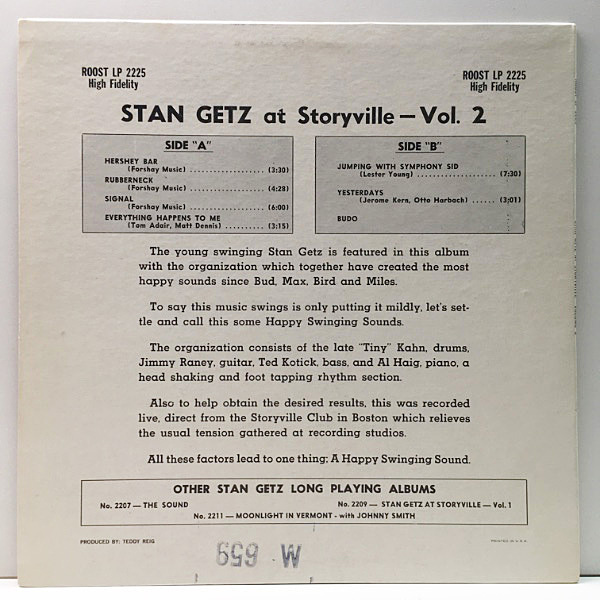 ROOST LP 2225
High Fidelity
ROOST LP 2225
High Fidelity
STAN GETZ at Storyville — Vol. 2
SIDE "A"
HERSHEY BAR
(Forshay Music) .................. (3:30)
RUBBERNECK
(Forshay Music) .................. (4:28)
SIGNAL
(Forshay Music) .................. (6:00)
EVERYTHING HAPPENS TO ME
(Tom Adair, Matt Dennis) .......... (3:15)
SIDE "B"
JUMPING WITH SYMPHONY SID
(Lester Young) ................... (7:30)
YESTERDAYS
(Jerome Kern, Otto Harbach) ...... (3:01)
BUDO
The young swinging Stan Getz is featured in this album
with the organization which together have created the most
happy sounds since Bud, Max, Bird and Miles.
To say this music swings is only putting it mildly, let's set-
tle and call this some Happy Swinging Sounds.
The organization consists of the late "Tiny" Kahn, drums,
Jimmy Raney, guitar, Ted Kotick, bass, and Al Haig, piano, a
head shaking and foot tapping rhythm section.
Also to help obtain the desired results, this was recorded
live, direct from the Storyville Club in Boston which relieves
the usual tension gathered at recording studios.
All these factors lead to one thing; A Happy Swinging Sound.
OTHER STAN GETZ LONG PLAYING ALBUMS
No. 2207 — THE SOUND
No. 2209 — STAN GETZ AT STORYVILLE — Vol. 1
No. 2211 — MOONLIGHT IN VERMONT - with JOHNNY SMITH
PRODUCED BY: TEDDY REIG
PRINTED IN U.S.A.
659 W